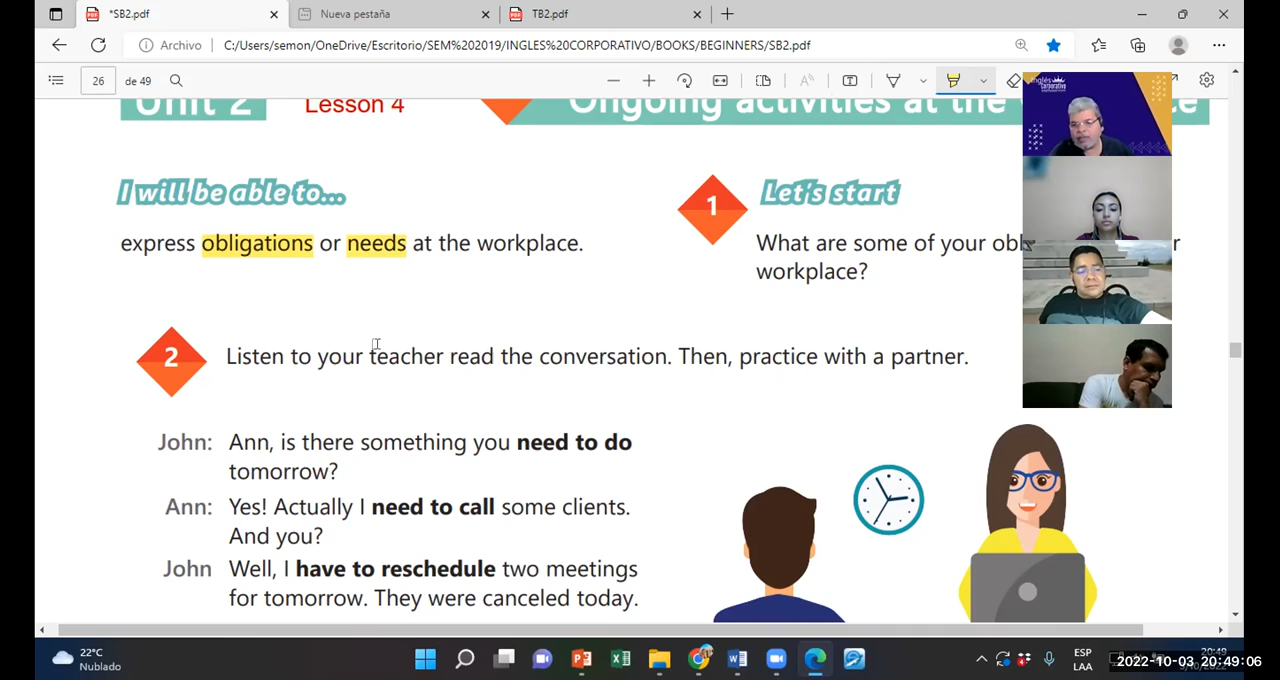 *SB2.pdf
Nueva pestaña
TB2.pdf
Archivo
C:/Users/semon/OneDrive/Escritorio/SEM%202019/INGLES%20CORPORATIVO/BOOKS/BEGINNERS/SB2.pdf
26
de 49
Unit 2
Lesson 4
Ongoing activities at the
I will be able to...
express obligations or needs at the workplace.
1
Let's start
What are some of your
workplace?
2
Listen to your teacher read the conversation. Then, practice with a partner.
John: Ann, is there something you need to do
tomorrow?
Ann: Yes! Actually I need to call some clients.
And you?
John Well, I have to reschedule two meetings
for tomorrow. They were canceled today.
22°C
Nublado
ESP
LAA
20:49
2022-10-03 20:49:06